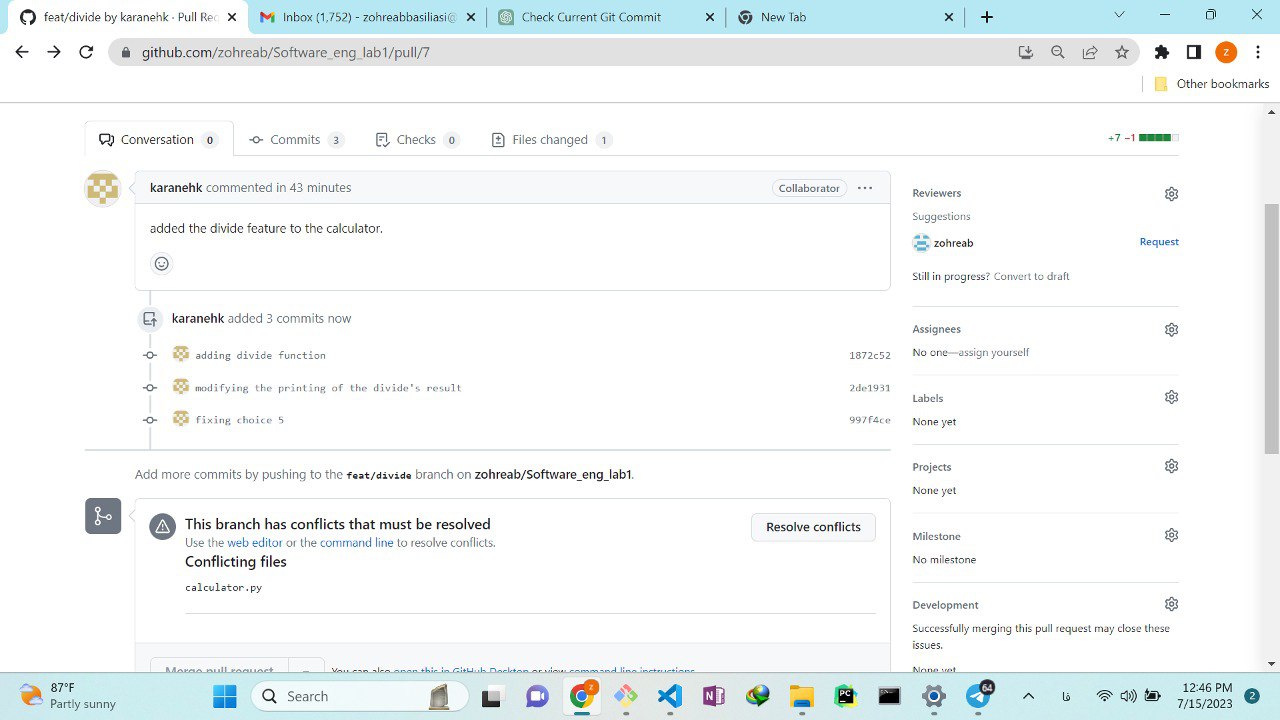 feat/divide by karanehk · Pull Rec
Inbox (1,752) - zohreabbasiliasi@
Check Current Git Commit
New Tab
github.com/zohreab/Software_eng_lab1/pull/7
Z
Other bookmarks
Conversation 0
Commits 3
Checks 0
Files changed 1
+7 −1
karanehk commented in 43 minutes
Collaborator
added the divide feature to the calculator.
karanehk added 3 commits now
adding divide function 1872c52
modifying the printing of the divide's result 2de1931
fixing choice 5 997f4ce
Add more commits by pushing to the feat/divide branch on zohreab/Software_eng_lab1.
This branch has conflicts that must be resolved
Use the web editor or the command line to resolve conflicts.
Resolve conflicts
Conflicting files
calculator.py
Merge pull request
You can also open this in GitHub Desktop or view command line instructions.
Reviewers
Suggestions
zohreab Request
Still in progress? Convert to draft
Assignees
No one—assign yourself
Labels
None yet
Projects
None yet
Milestone
No milestone
Development
Successfully merging this pull request may close these
issues.
None yet
87°F
Partly sunny
Search
Z
N
PC
64
فا
12:46 PM
7/15/2023
2